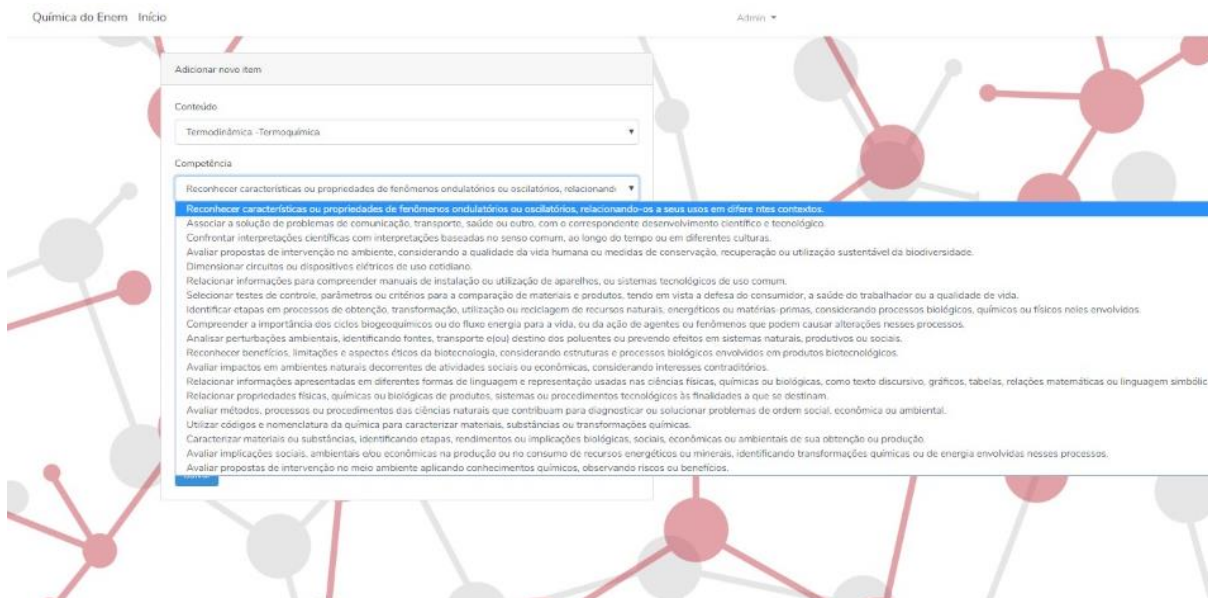 Química do Enem Início Admin
Adicionar novo item
Conteúdo
Termodinâmica -Termoquímica
Competência
Reconhecer características ou propriedades de fenômenos ondulatórios ou oscilatórios, relacionand
Reconhecer características ou propriedades de fenômenos ondulatórios ou oscilatórios, relacionando-os a seus usos em difere ntes contextos.
Associar a solução de problemas de comunicação, transporte, saúde ou outro, com o correspondente desenvolvimento científico e tecnológico.
Confrontar interpretações científicas com interpretações baseadas no senso comum, ao longo do tempo ou em diferentes culturas.
Avaliar propostas de intervenção no ambiente, considerando a qualidade da vida humana ou medidas de conservação, recuperação ou utilização sustentável da biodiversidade.
Dimensionar circuitos ou dispositivos elétricos de uso cotidiano.
Relacionar informações para compreender manuais de instalação ou utilização de aparelhos, ou sistemas tecnológicos de uso comum.
Selecionar testes de controle, parâmetros ou critérios para a comparação de materiais e produtos, tendo em vista a defesa do consumidor, a saúde do trabalhador ou a qualidade de vida.
Identificar etapas em processos de obtenção, transformação, utilização ou reciclagem de recursos naturais, energéticos ou matérias-primas, considerando processos biológicos, químicos ou físicos neles envolvidos.
Compreender a importância dos ciclos biogeoquímicos ou do fluxo energia para a vida, ou da ação de agentes ou fenômenos que podem causar alterações nesses processos.
Analisar perturbações ambientais, identificando fontes, transporte e(ou) destino dos poluentes ou prevendo efeitos em sistemas naturais, produtivos ou sociais.
Reconhecer benefícios, limitações e aspectos éticos da biotecnologia, considerando estruturas e processos biológicos envolvidos em produtos biotecnológicos.
Avaliar impactos em ambientes naturais decorrentes de atividades sociais ou econômicas, considerando interesses contraditórios.
Relacionar informações apresentadas em diferentes formas de linguagem e representação usadas nas ciências físicas, químicas ou biológicas, como texto discursivo, gráficos, tabelas, relações matemáticas ou linguagem simbólic
Relacionar propriedades físicas, químicas ou biológicas de produtos, sistemas ou procedimentos tecnológicos às finalidades a que se destinam.
Avaliar métodos, processos ou procedimentos das ciências naturais que contribuam para diagnosticar ou solucionar problemas de ordem social, econômica ou ambiental.
Utilizar códigos e nomenclatura da química para caracterizar materiais, substâncias ou transformações químicas.
Caracterizar materiais ou substâncias, identificando etapas, rendimentos ou implicações biológicas, sociais, econômicas ou ambientais de sua obtenção ou produção.
Avaliar implicações sociais, ambientais e/ou econômicas na produção ou no consumo de recursos energéticos ou minerais, identificando transformações químicas ou de energia envolvidas nesses processos.
Avaliar propostas de intervenção no meio ambiente aplicando conhecimentos químicos, observando riscos ou benefícios.